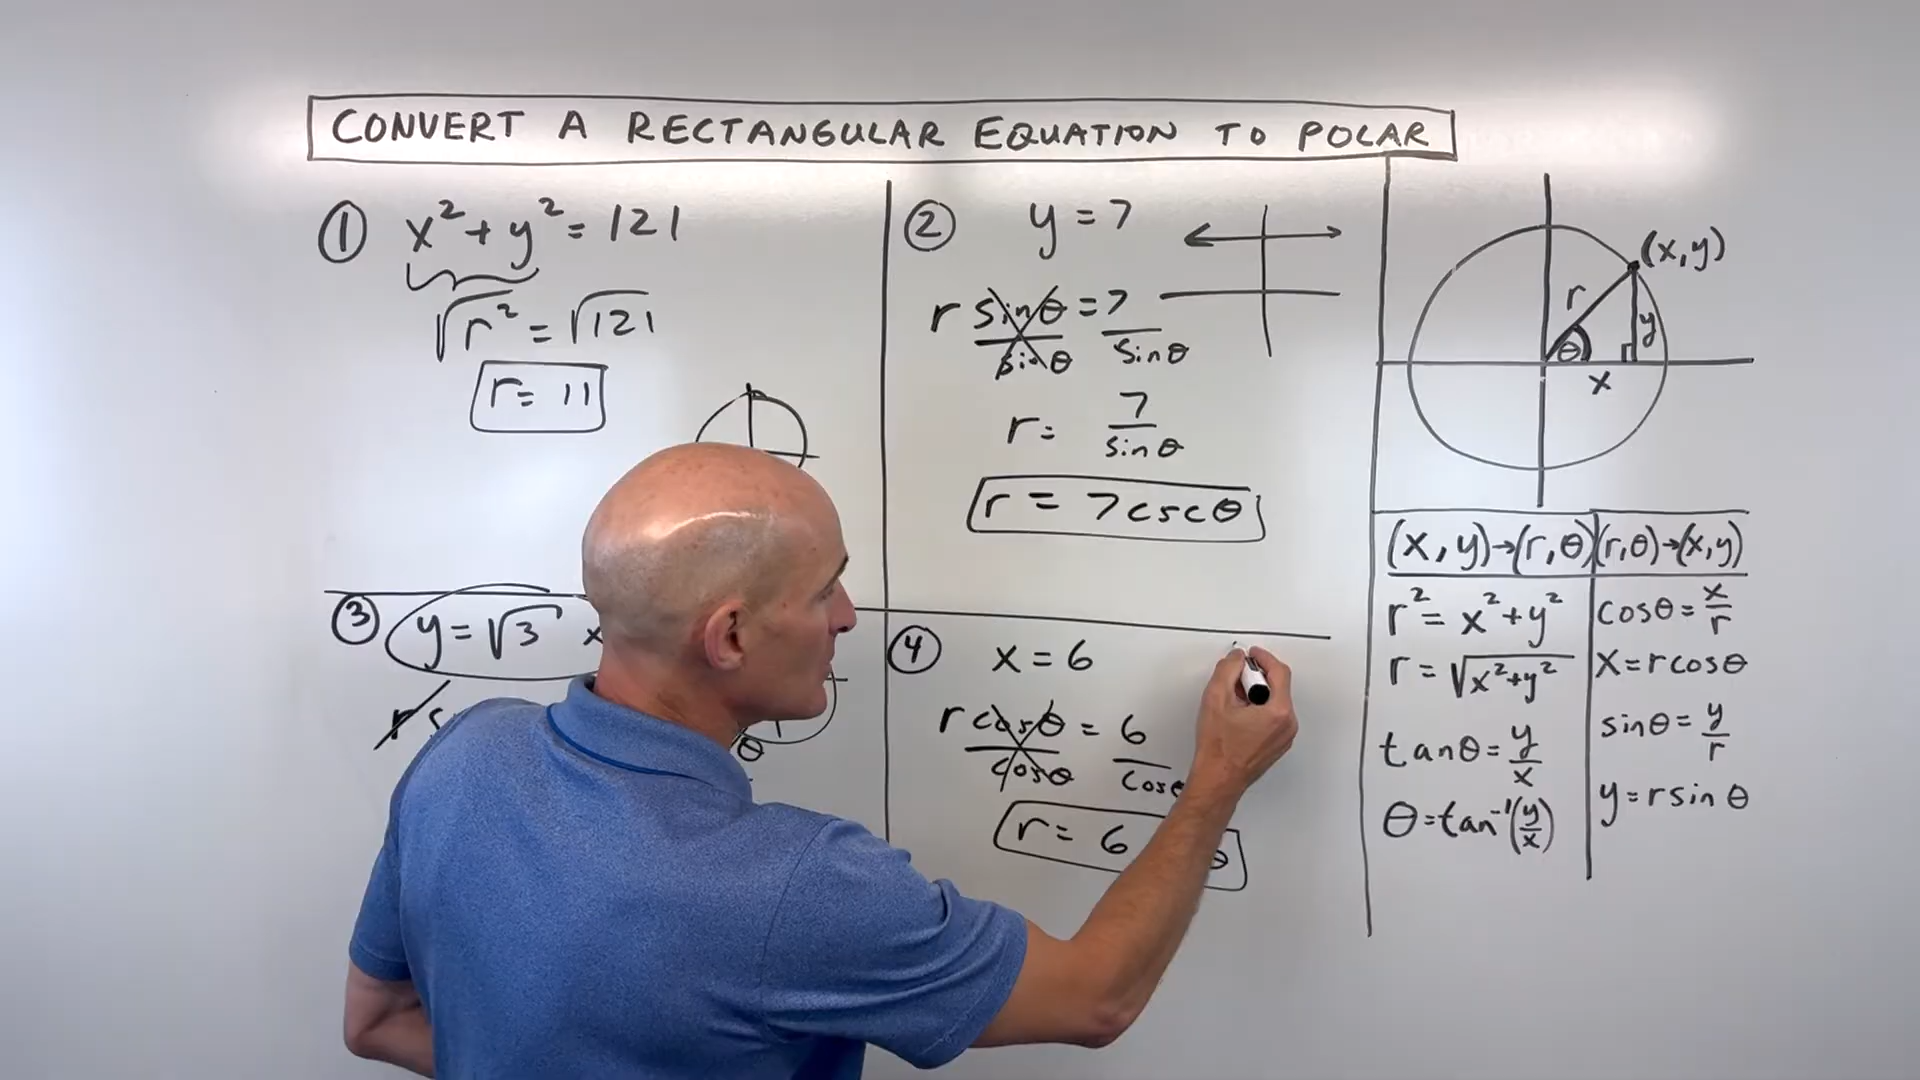 CONVERT A RECTANGULAR EQUATION TO POLAR
① x² + y² = 121
√r² = √121
r = 11
② y = 7
r sinθ = 7
sinθ sinθ
r = 7
sinθ
r = 7cscθ
③ y = √3 x
r s
θ
④ x = 6
r cosθ = 6
cosθ cosθ
r = 6 θ
(x,y)
r
y
θ
x
(x,y)→(r,θ)
r² = x² + y²
r = √x²+y²
tanθ = y/x
θ = tan⁻¹(y/x)
(r,θ)→(x,y)
cosθ = x/r
x = r cosθ
sinθ = y/r
y = r sin θ